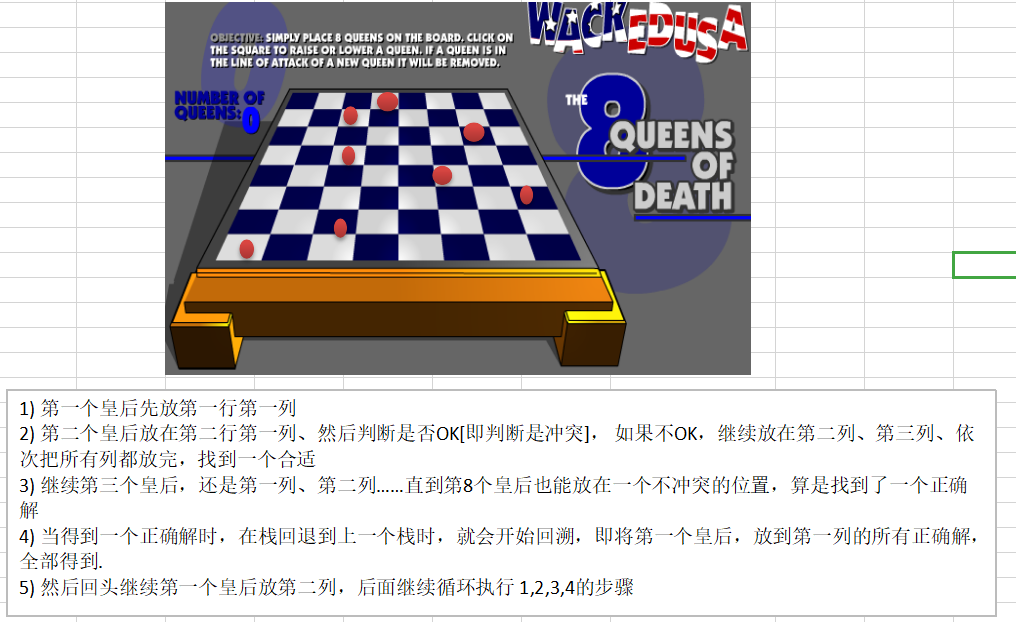 WACKEDUSA
OBJECTIVE: SIMPLY PLACE 8 QUEENS ON THE BOARD. CLICK ON
THE SQUARE TO RAISE OR LOWER A QUEEN. IF A QUEEN IS IN
THE LINE OF ATTACK OF A NEW QUEEN IT WILL BE REMOVED.
NUMBER OF
QUEENS: 0
THE 8
QUEENS
OF
DEATH
1) 第一个皇后先放第一行第一列
2) 第二个皇后放在第二行第一列、然后判断是否OK[即判断是冲突]， 如果不OK，继续放在第二列、第三列、依
次把所有列都放完，找到一个合适
3) 继续第三个皇后，还是第一列、第二列……直到第8个皇后也能放在一个不冲突的位置，算是找到了一个正确
解
4) 当得到一个正确解时，在栈回退到上一个栈时，就会开始回溯，即将第一个皇后，放到第一列的所有正确解，
全部得到.
5) 然后回头继续第一个皇后放第二列，后面继续循环执行 1,2,3,4的步骤